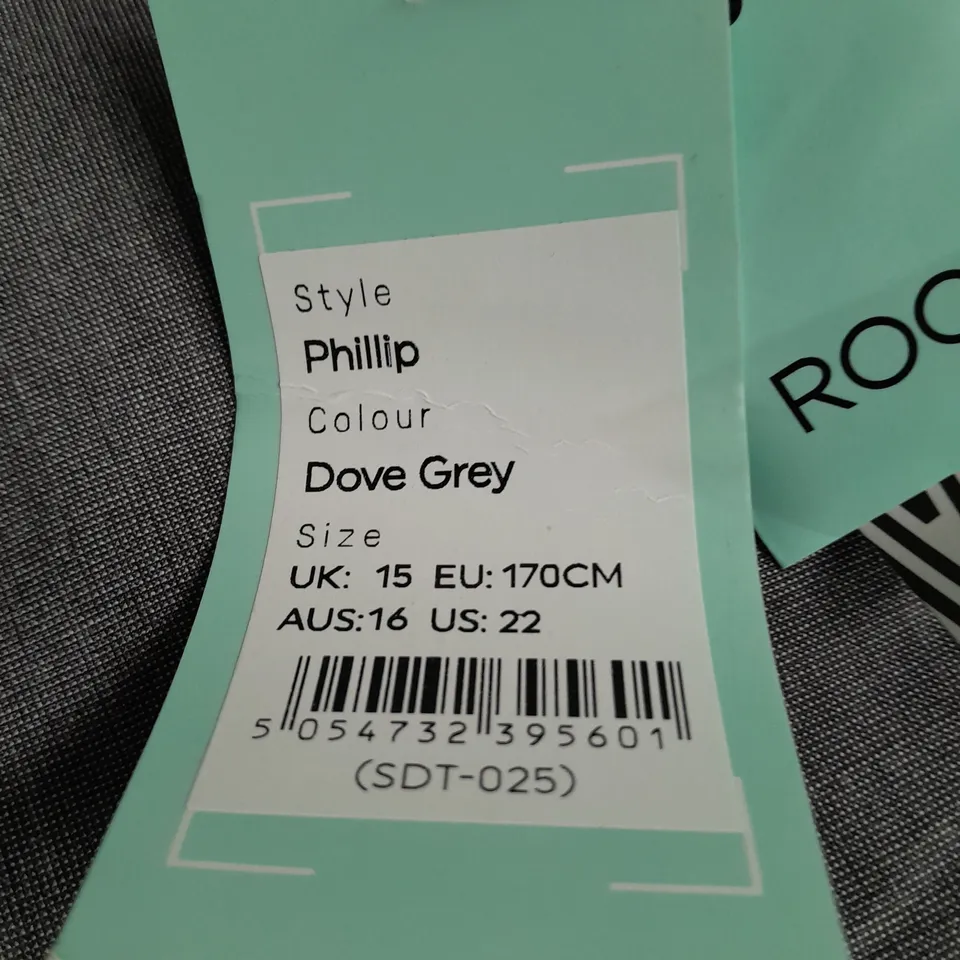 Style
Phillip
Colour
Dove Grey
Size
UK: 15 EU: 170CM
AUS:16 US: 22
5 054732 395601
(SDT-025)
ROC